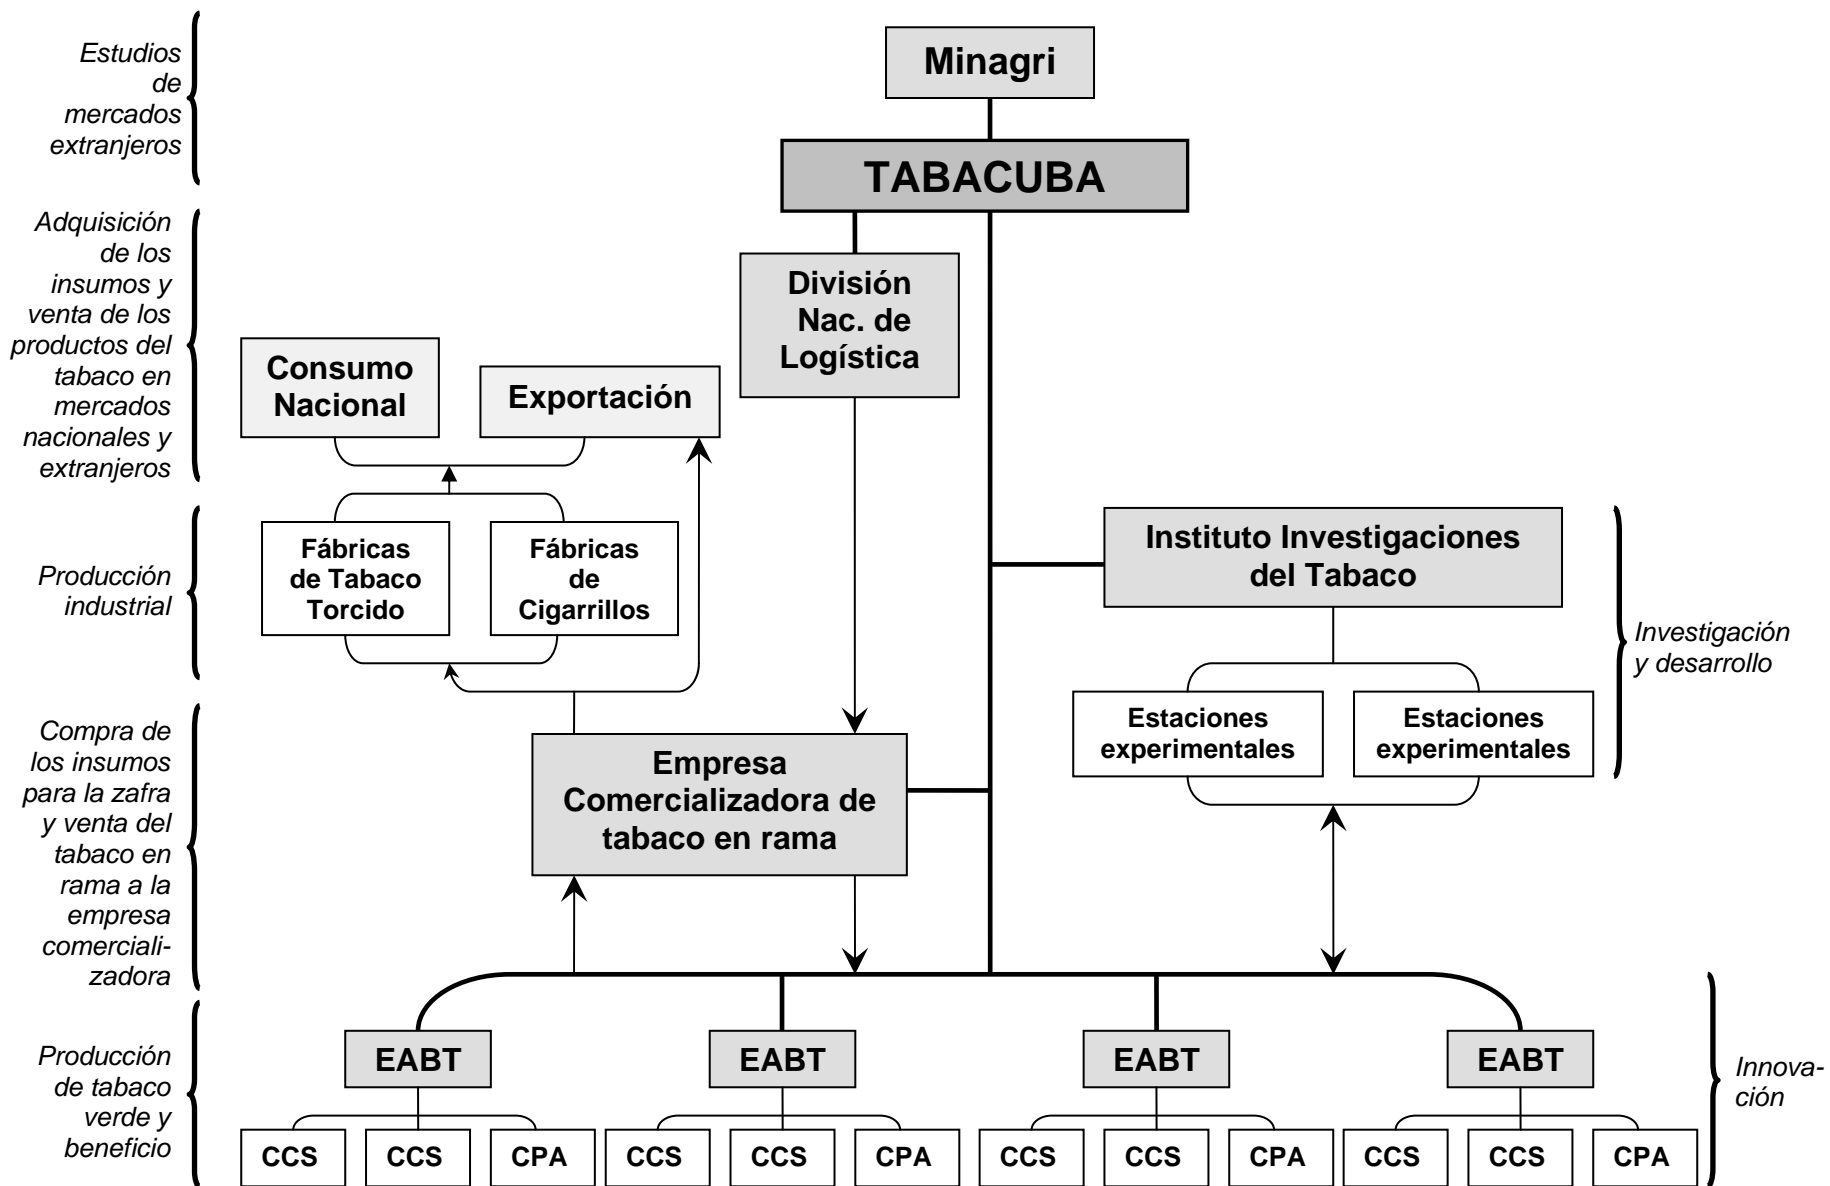 Estudios
de
mercados
extranjeros
Minagri
TABACUBA
Adquisición
de los
insumos y
venta de los
productos del
tabaco en
mercados
nacionales y
extranjeros
División
Nac. de
Logística
Consumo
Nacional
Exportación
Producción
industrial
Fábricas
de Tabaco
Torcido
Fábricas
de
Cigarrillos
Instituto Investigaciones
del Tabaco
Investigación
y desarrollo
Estaciones
experimentales
Estaciones
experimentales
Compra de
los insumos
para la zafra
y venta del
tabaco en
rama a la
empresa
comerciali-
zadora
Empresa
Comercializadora de
tabaco en rama
Producción
de tabaco
verde y
beneficio
EABT
EABT
EABT
EABT
Innova-
ción
CCS
CCS
CPA
CCS
CCS
CPA
CCS
CCS
CPA
CCS
CCS
CPA